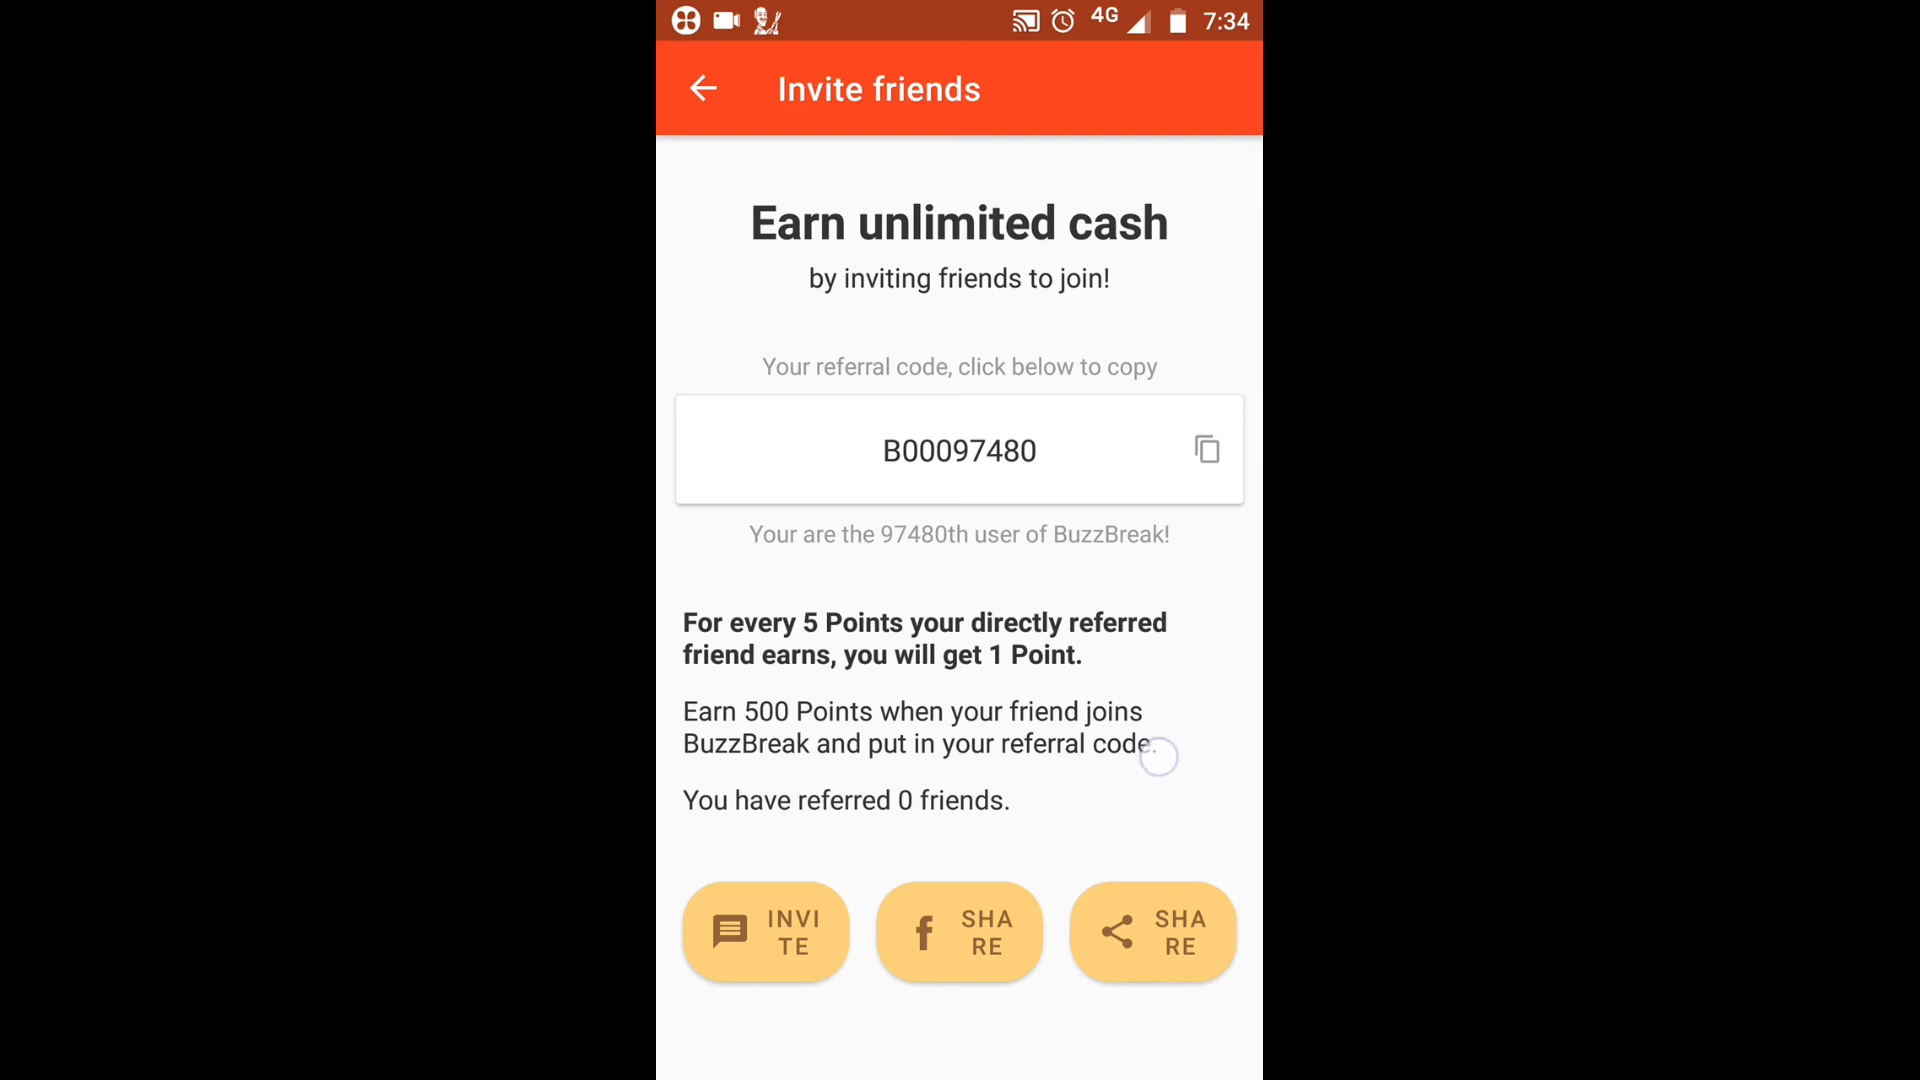 4G 7:34
Invite friends
Earn unlimited cash
by inviting friends to join!
Your referral code, click below to copy
B00097480
Your are the 97480th user of BuzzBreak!
For every 5 Points your directly referred
friend earns, you will get 1 Point.
Earn 500 Points when your friend joins
BuzzBreak and put in your referral code.
You have referred 0 friends.
INVI
TE
SHA
RE
SHA
RE